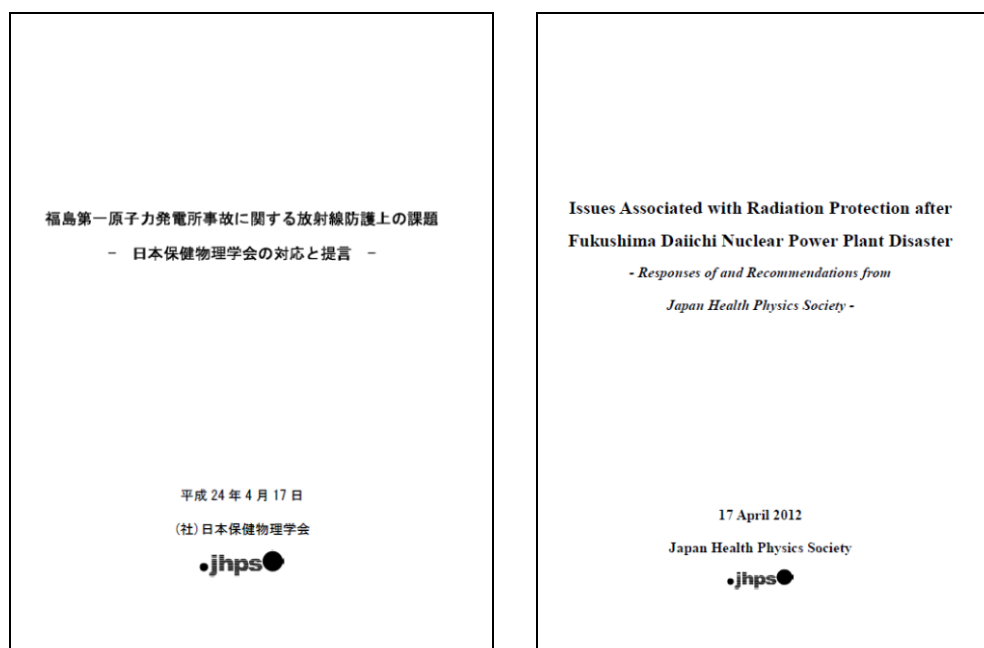 福島第一原子力発電所事故に関する放射線防護上の課題
－ 日本保健物理学会の対応と提言 －
平成 24 年 4 月 17 日
(社)日本保健物理学会
.jhps
Issues Associated with Radiation Protection after
Fukushima Daiichi Nuclear Power Plant Disaster
- Responses of and Recommendations from
Japan Health Physics Society -
17 April 2012
Japan Health Physics Society
.jhps